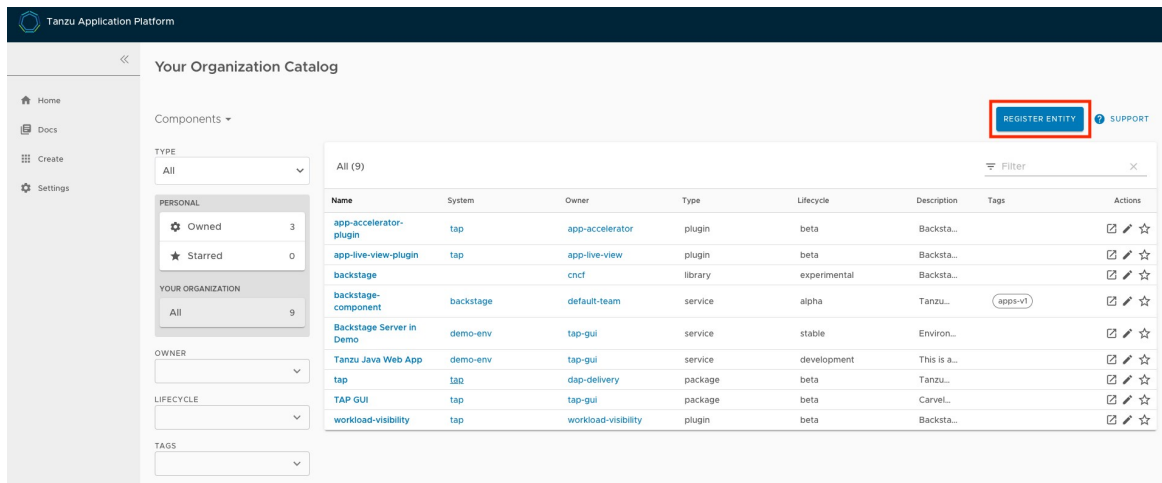 Tanzu Application Platform
Your Organization Catalog
Home
Docs
Create
Settings
Components
REGISTER ENTITY
SUPPORT
TYPE
All
PERSONAL
Owned 3
Starred 0
YOUR ORGANIZATION
All 9
OWNER
LIFECYCLE
TAGS
All (9)
Filter
Name System Owner Type Lifecycle Description Tags Actions
app-accelerator-
plugin tap app-accelerator plugin beta Backsta...
app-live-view-plugin tap app-live-view plugin beta Backsta...
backstage cncf library experimental Backsta...
backstage-
component backstage default-team service alpha Tanzu... apps-v1
Backstage Server in
Demo demo-env tap-gui service stable Environ...
Tanzu Java Web App demo-env tap-gui service development This is a...
tap tap dap-delivery package beta Tanzu...
TAP GUI tap tap-gui package beta Carvel...
workload-visibility tap workload-visibility plugin beta Backsta...